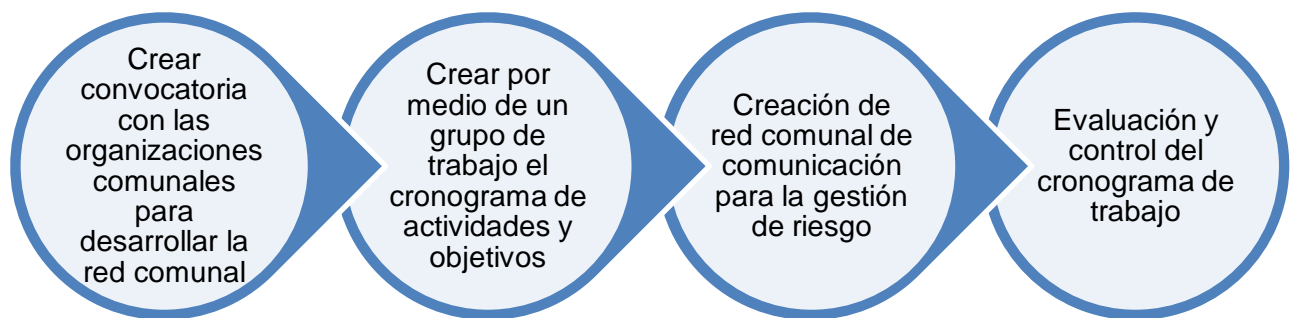 Crear
convocatoria
con las
organizaciones
comunales
para
desarrollar la
red comunal
Crear por
medio de un
grupo de
trabajo el
cronograma de
actividades y
objetivos
Creación de
red comunal de
comunicación
para la gestión
de riesgo
Evaluación y
control del
cronograma de
trabajo